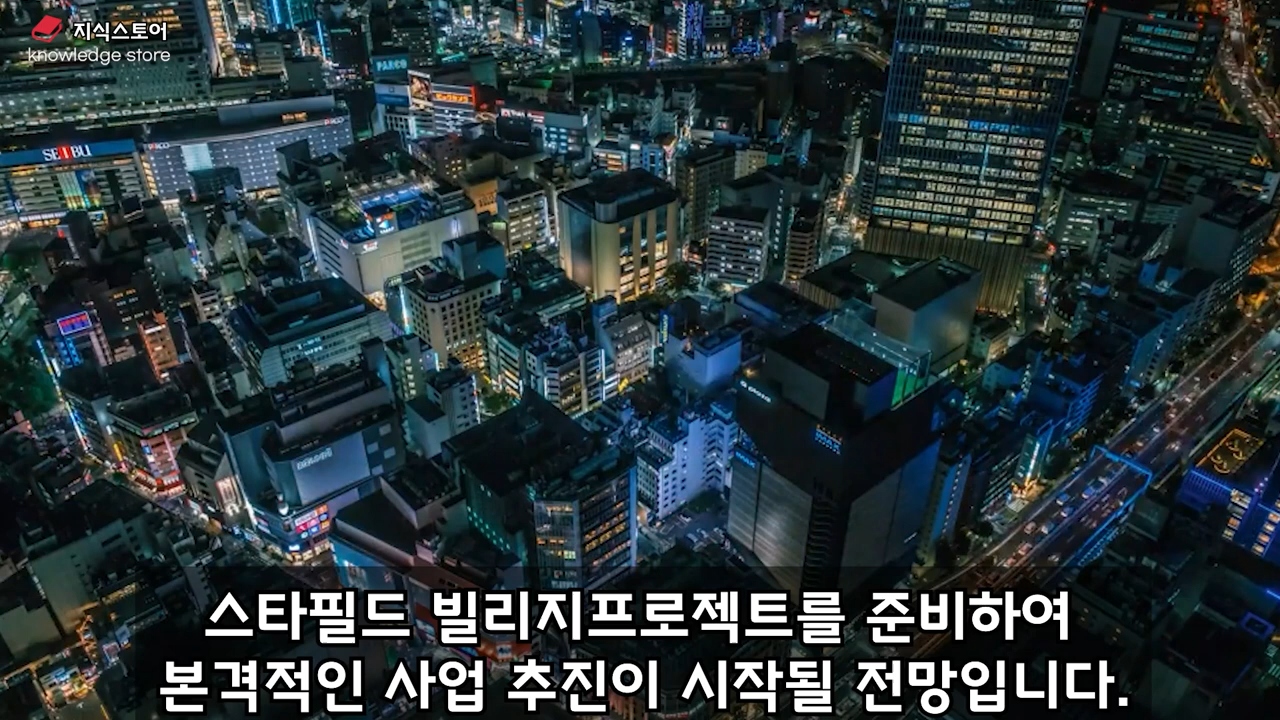 지식스토어
knowledge store
PARCO
SEIBU
스타필드 빌리지프로젝트를 준비하여
본격적인 사업 추진이 시작될 전망입니다.